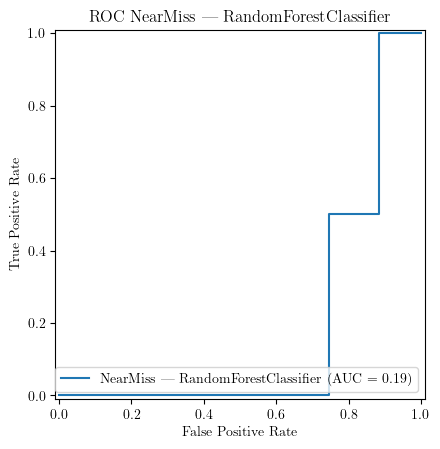 ROC NearMiss — RandomForestClassifier
1.0
0.8
0.6
0.4
0.2
0.0
True Positive Rate
NearMiss — RandomForestClassifier (AUC = 0.19)
0.0 0.2 0.4 0.6 0.8 1.0
False Positive Rate